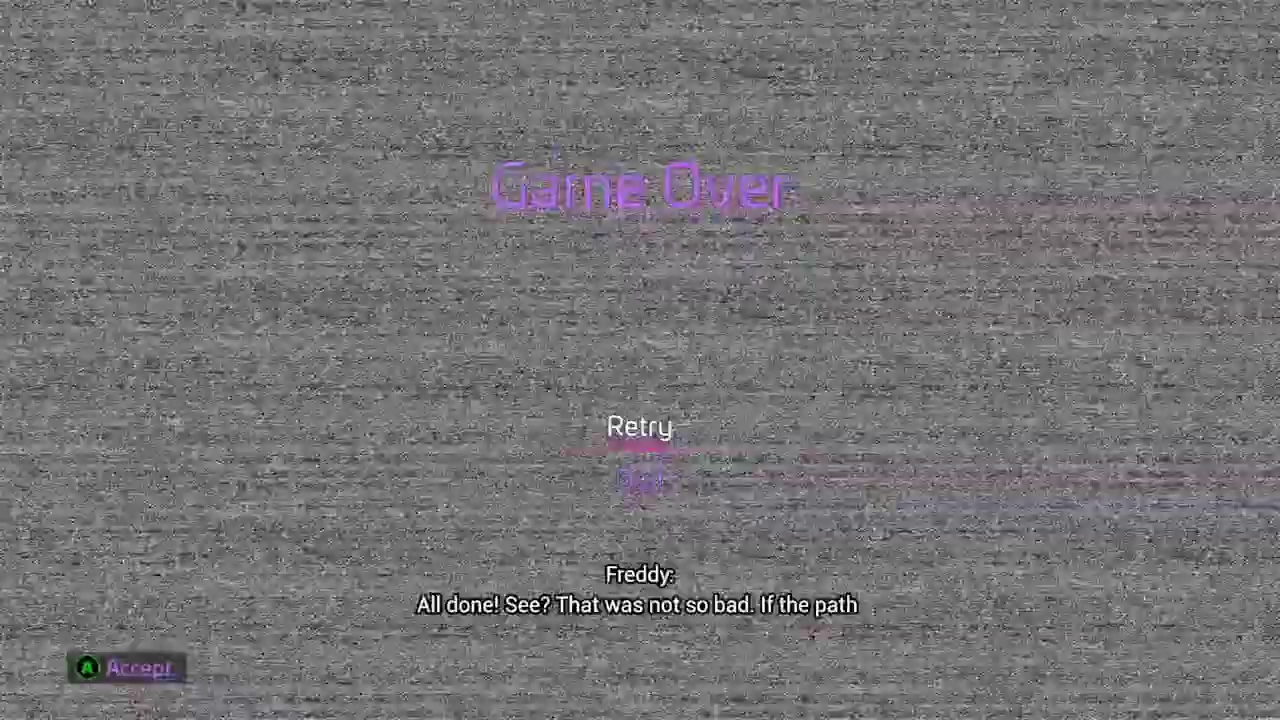 Game Over
Retry
Freddy:
All done! See? That was not so bad. If the path
A Accept